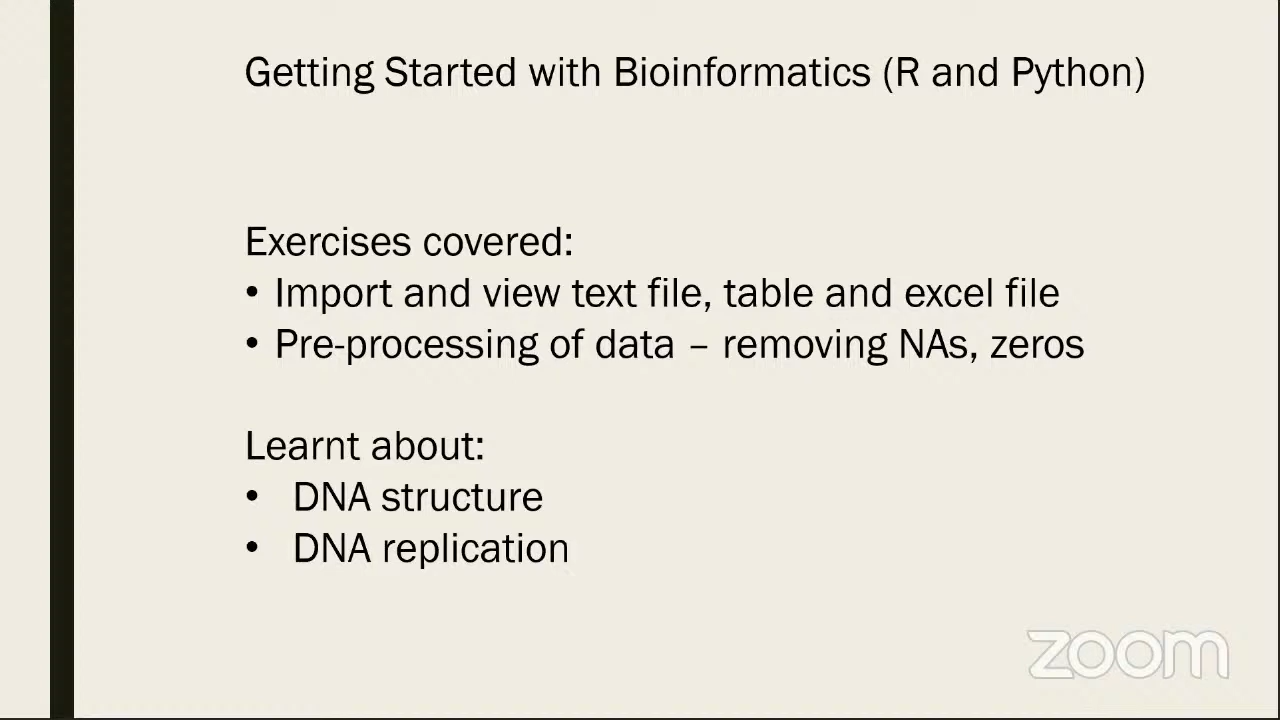 Getting Started with Bioinformatics (R and Python)
Exercises covered:
• Import and view text file, table and excel file
• Pre-processing of data – removing NAs, zeros
Learnt about:
• DNA structure
• DNA replication
zoom